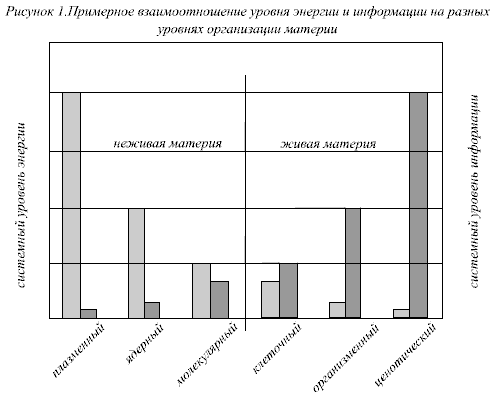 Рисунок 1.Примерное взаимоотношение уровня энергии и информации на разных
уровнях организации материи
системный уровень энергии
неживая материя
живая материя
системный уровень информации
плазменный
ядерный
молекулярный
клеточный
организменный
ценотический